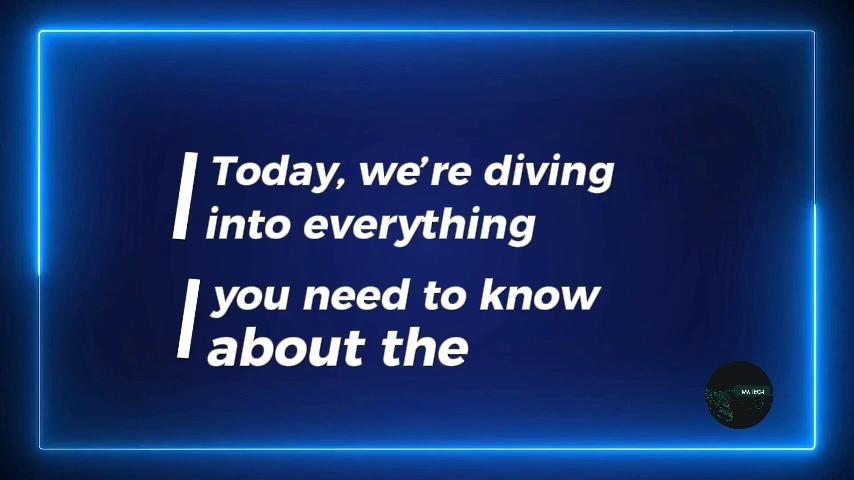 Today, we're diving
into everything
you need to know
about the